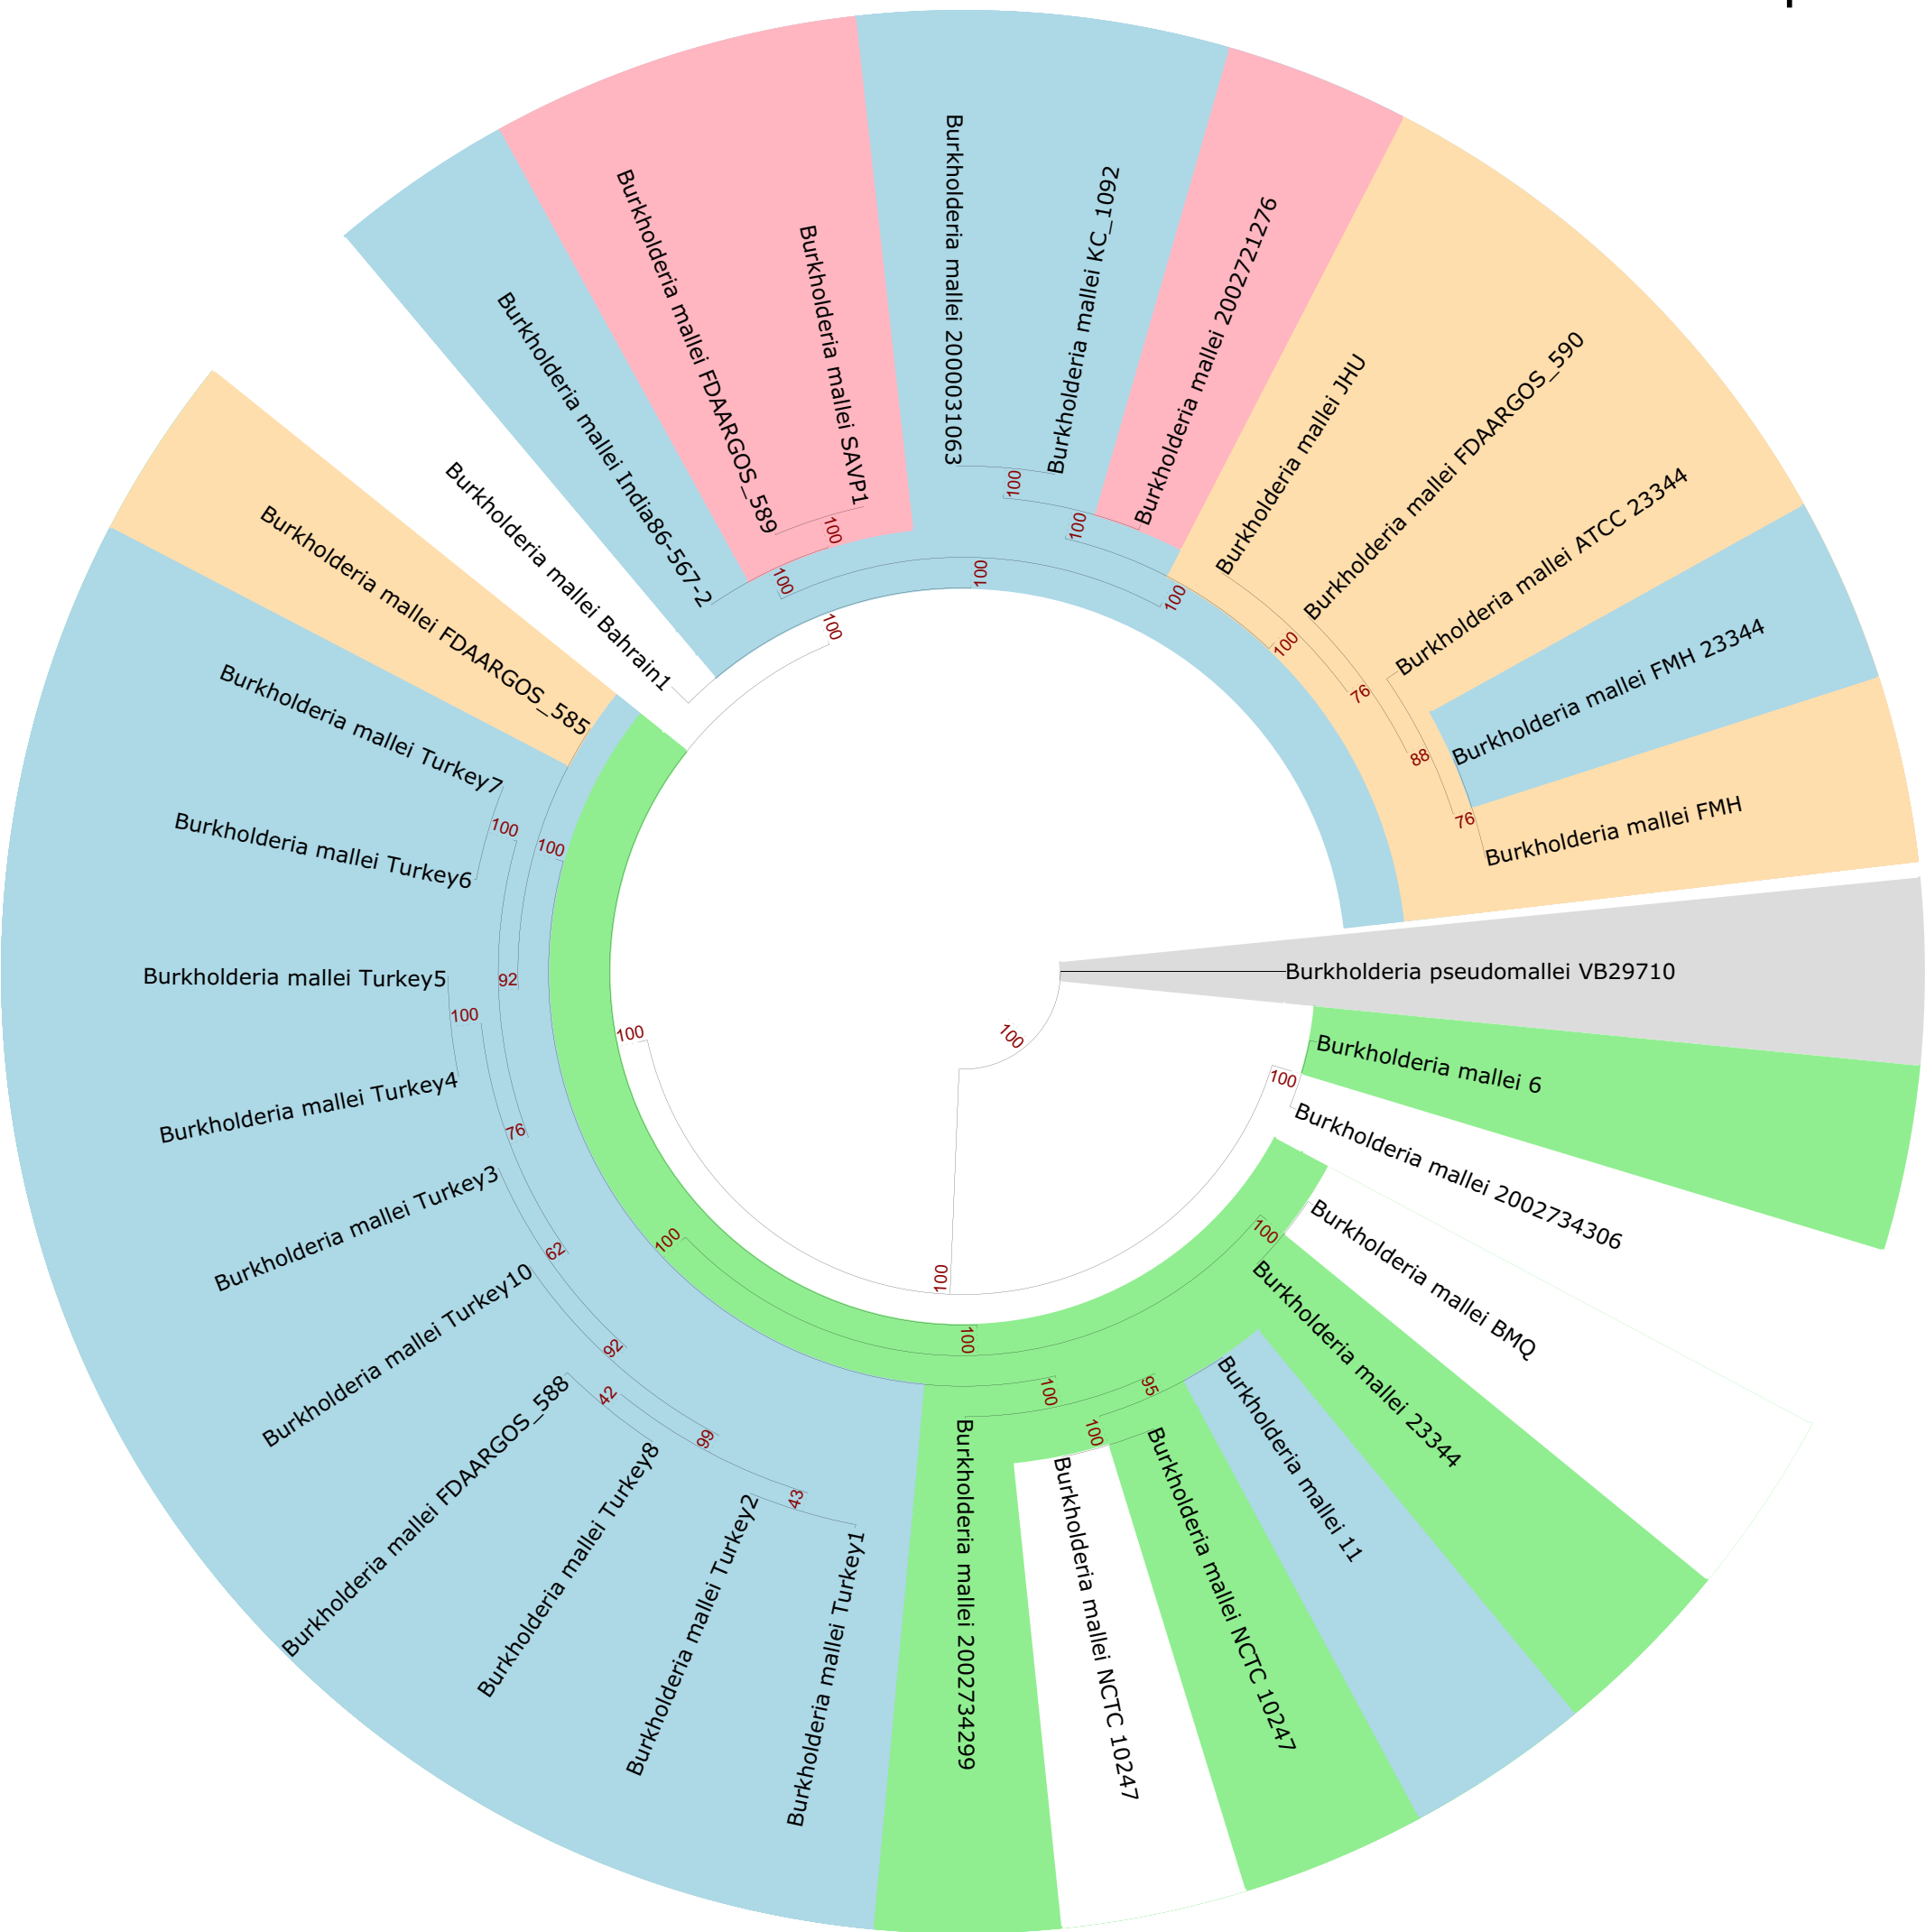 Burkholderia mallei 2000031063
Burkholderia mallei KC_1092
Burkholderia mallei 2002721276
Burkholderia mallei JHU
Burkholderia mallei FDAARGOS_590
Burkholderia mallei ATCC 23344
Burkholderia mallei FMH 23344
Burkholderia mallei FMH
Burkholderia pseudomallei VB29710
Burkholderia mallei 6
Burkholderia mallei 2002734306
Burkholderia mallei BMQ
Burkholderia mallei 23344
Burkholderia mallei 11
Burkholderia mallei NCTC 10247
Burkholderia mallei NCTC 10247
Burkholderia mallei 2002734299
Burkholderia mallei Turkey1
Burkholderia mallei Turkey2
Burkholderia mallei Turkey8
Burkholderia mallei FDAARGOS_588
Burkholderia mallei Turkey10
Burkholderia mallei Turkey3
Burkholderia mallei Turkey4
Burkholderia mallei Turkey5
Burkholderia mallei Turkey6
Burkholderia mallei Turkey7
Burkholderia mallei FDAARGOS_585
Burkholderia mallei Bahrain1
Burkholderia mallei India86-567-2
Burkholderia mallei FDAARGOS_589
Burkholderia mallei SAVP1
100
100
100
100
100
100
100
100
76
88
76
100
100
100
100
100
100
100
95
100
100
43
99
42
92
62
76
100
92
100
100
100